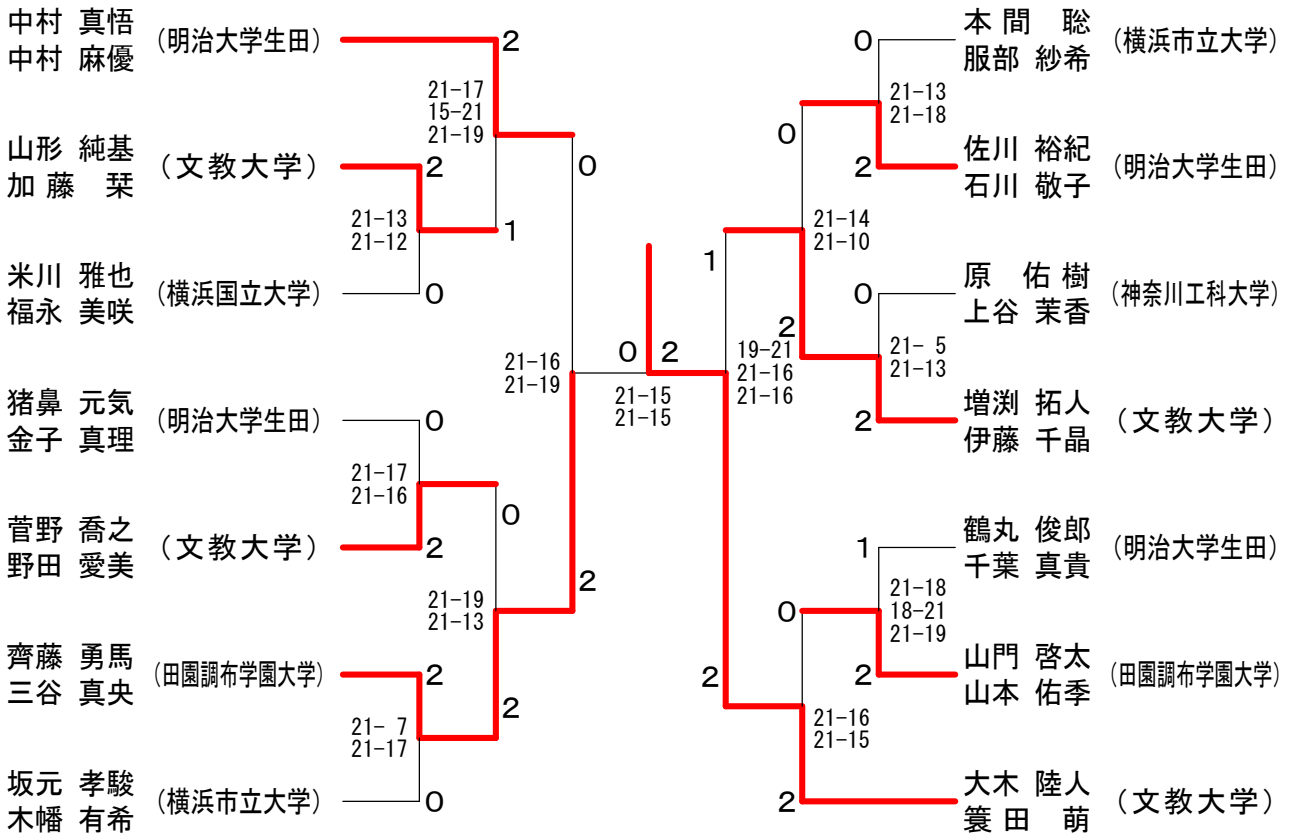 中村 真悟
中村 麻優
(明治大学生田)
2
21-17
15-21
21-19
山形 純基
加藤 栞
(文教大学)
2
21-13
21-12
1
米川 雅也
福永 美咲
(横浜国立大学)
0
0
猪鼻 元気
金子 真理
(明治大学生田)
0
21-17
21-16
0
菅野 喬之
野田 愛美
(文教大学)
2
21-16
21-19
21-19
21-13
2
齊藤 勇馬
三谷 真央
(田園調布学園大学)
2
21- 7
21-17
2
坂元 孝駿
木幡 有希
(横浜市立大学)
0
0
2
21-15
21-15
0
本間 聡
服部 紗希
(横浜市立大学)
21-13
21-18
0
2
佐川 裕紀
石川 敬子
(明治大学生田)
21-14
21-10
1
0
原 佑樹
上谷 茉香
(神奈川工科大学)
2
21- 5
21-13
19-21
21-16
21-16
2
増渕 拓人
伊藤 千晶
(文教大学)
1
鶴丸 俊郎
千葉 真貴
(明治大学生田)
21-18
18-21
21-19
0
2
山門 啓太
山本 佑季
(田園調布学園大学)
2
21-16
21-15
2
大木 陸人
簑田 萌
(文教大学)